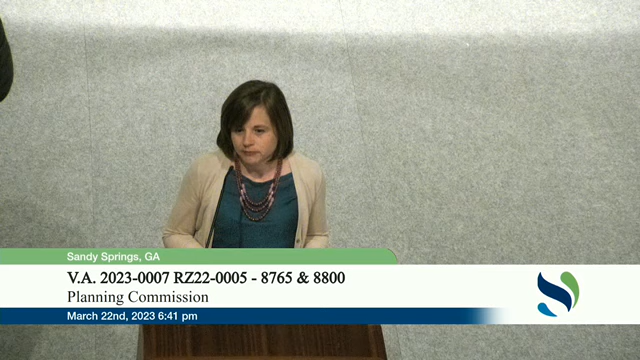 Sandy Springs, GA
V.A. 2023-0007 RZ22-0005 - 8765 & 8800
Planning Commission
March 22nd, 2023 6:41 pm